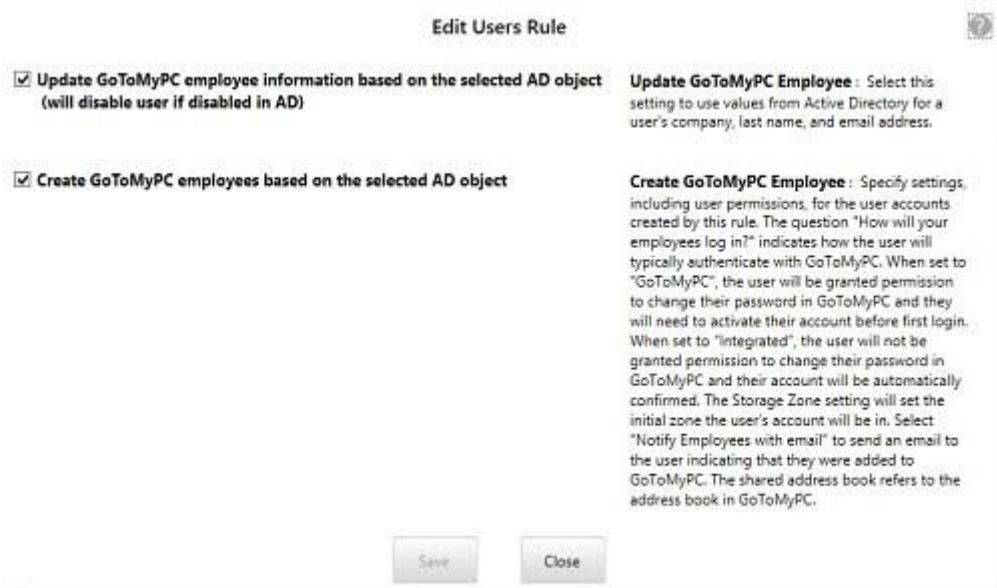 Edit Users Rule
?
Update GoToMyPC employee information based on the selected AD object
(will disable user if disabled in AD)
Update GoToMyPC Employee : Select this
setting to use values from Active Directory for a
user's company, last name, and email address.
Create GoToMyPC employees based on the selected AD object
Create GoToMyPC Employee : Specify settings,
including user permissions, for the user accounts
created by this rule. The question "How will your
employees log in?" indicates how the user will
typically authenticate with GoToMyPC. When set to
"GoToMyPC", the user will be granted permission
to change their password in GoToMyPC and they
will need to activate their account before first login.
When set to "Integrated", the user will not be
granted permission to change their password in
GoToMyPC and their account will be automatically
confirmed. The Storage Zone setting will set the
initial zone the user's account will be in. Select
"Notify Employees with email" to send an email to
the user indicating that they were added to
GoToMyPC. The shared address book refers to the
address book in GoToMyPC.
Save
Close